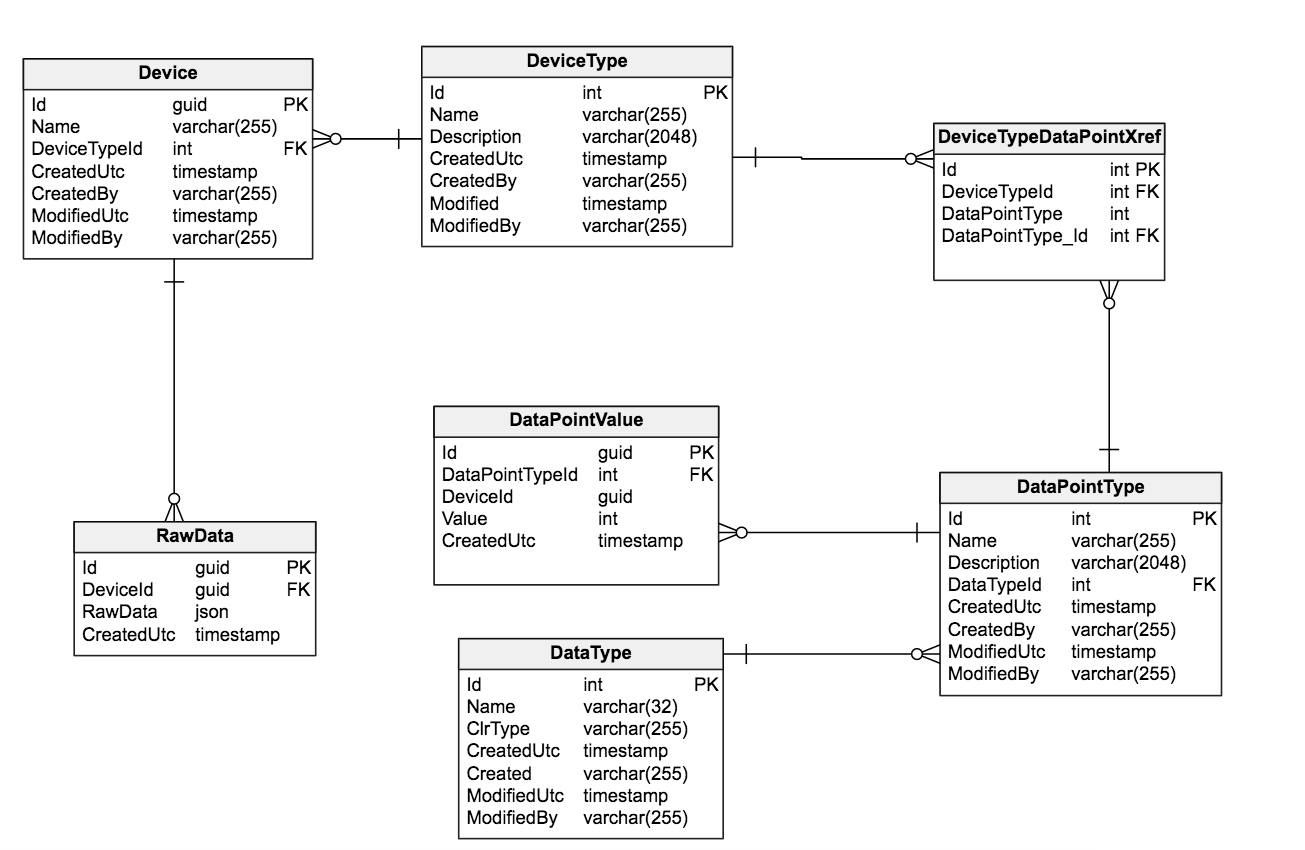 Device
Id guid PK
Name varchar(255)
DeviceTypeId int FK
CreatedUtc timestamp
CreatedBy varchar(255)
ModifiedUtc timestamp
ModifiedBy varchar(255)
DeviceType
Id int PK
Name varchar(255)
Description varchar(2048)
CreatedUtc timestamp
CreatedBy varchar(255)
Modified timestamp
ModifiedBy varchar(255)
DeviceTypeDataPointXref
Id int PK
DeviceTypeId int FK
DataPointType int
DataPointType_Id int FK
DataPointValue
Id guid PK
DataPointTypeId int FK
DeviceId guid
Value int
CreatedUtc timestamp
DataPointType
Id int PK
Name varchar(255)
Description varchar(2048)
DataTypeId int FK
CreatedUtc timestamp
CreatedBy varchar(255)
ModifiedUtc timestamp
ModifiedBy varchar(255)
RawData
Id guid PK
DeviceId guid FK
RawData json
CreatedUtc timestamp
DataType
Id int PK
Name varchar(32)
ClrType varchar(255)
CreatedUtc timestamp
Created varchar(255)
ModifiedUtc timestamp
ModifiedBy varchar(255)